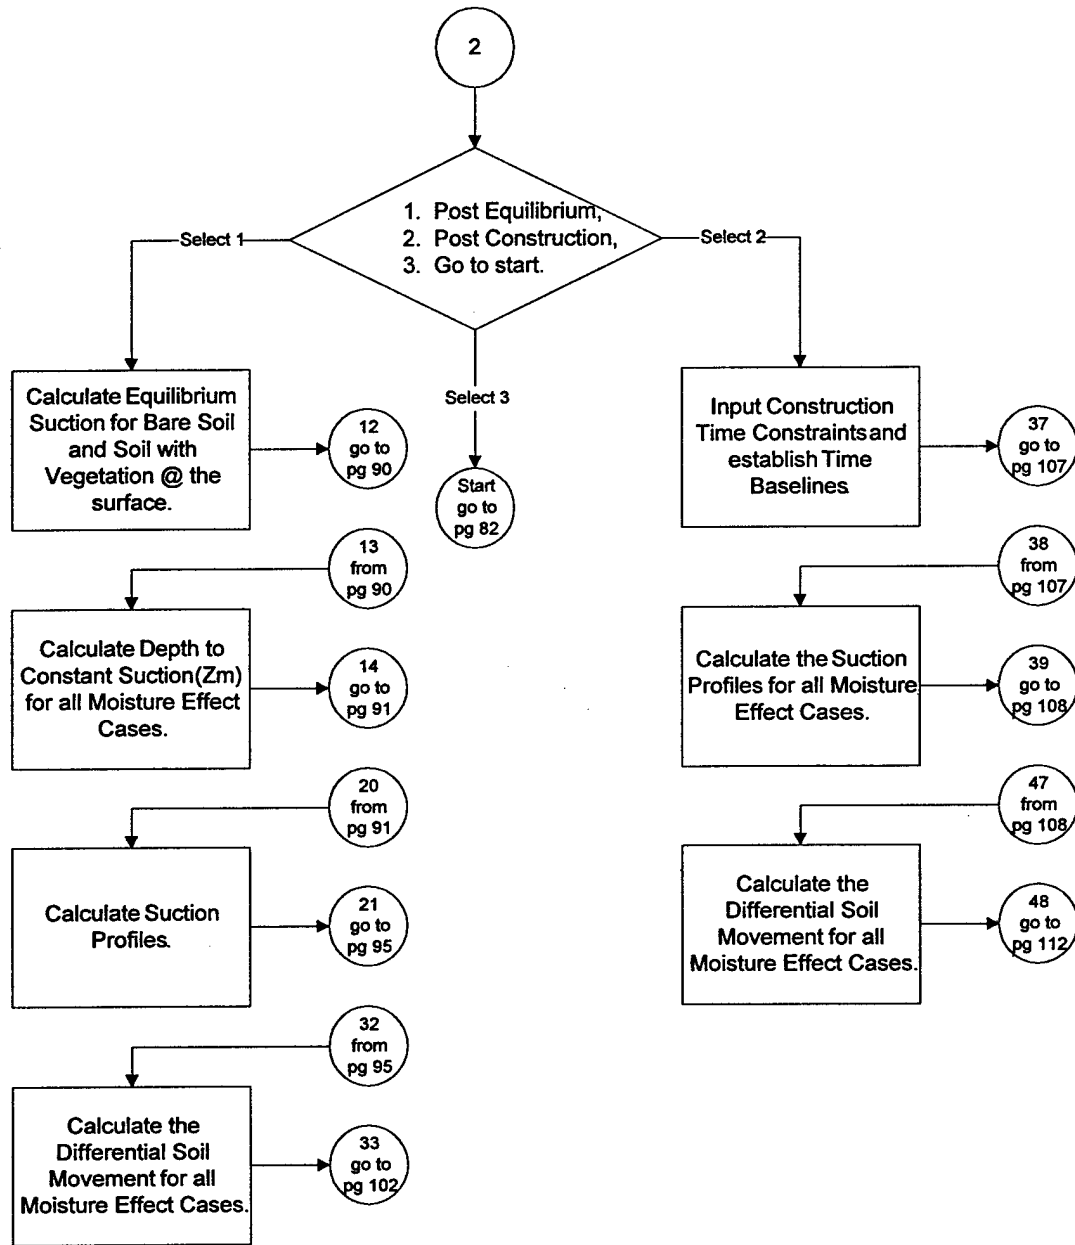 2
1. Post Equilibrium,
2. Post Construction,
3. Go to start.
Select 1
Select 2
Select 3
Calculate Equilibrium
Suction for Bare Soil
and Soil with
Vegetation @ the
surface.
12
go to
pg 90
Start
go to
pg 82
Input Construction
Time Constraints and
establish Time
Baselines.
37
go to
pg 107
13
from
pg 90
Calculate Depth to
Constant Suction(Zm)
for all Moisture Effect
Cases.
14
go to
pg 91
38
from
pg 107
Calculate the Suction
Profiles for all Moisture
Effect Cases.
39
go to
pg 108
20
from
pg 91
Calculate Suction
Profiles.
21
go to
pg 95
47
from
pg 108
Calculate the
Differential Soil
Movement for all
Moisture Effect Cases.
48
go to
pg 112
32
from
pg 95
Calculate the
Differential Soil
Movement for all
Moisture Effect Cases.
33
go to
pg 102